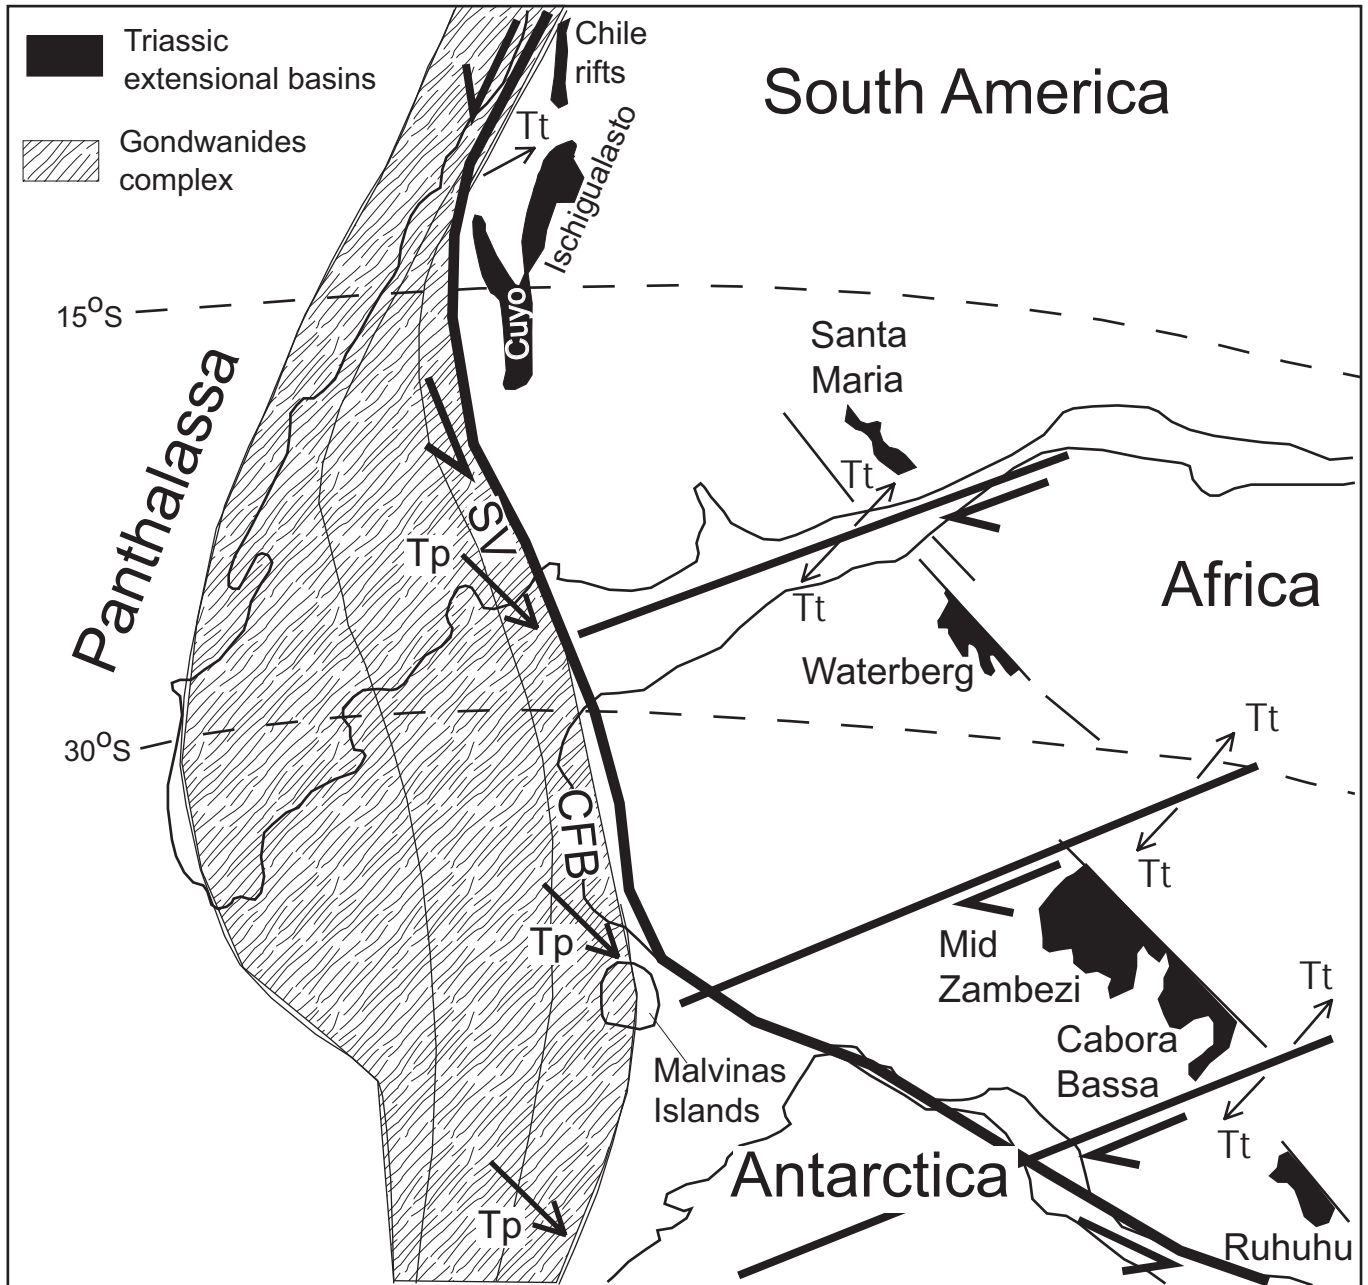 Triassic
extensional basins
Gondwanides
complex
Chile
rifts
South America
Tt
Ischigualasto
Cuyo
15°S
Santa
Maria
Panthalassa
Tt
SV
Tp
Africa
Tt
Waterberg
30°S
Tt
CFB
Tt
Tp
Mid
Zambezi
Tt
Cabora
Bassa
Malvinas
Islands
Tt
Antarctica
Tp
Ruhuhu